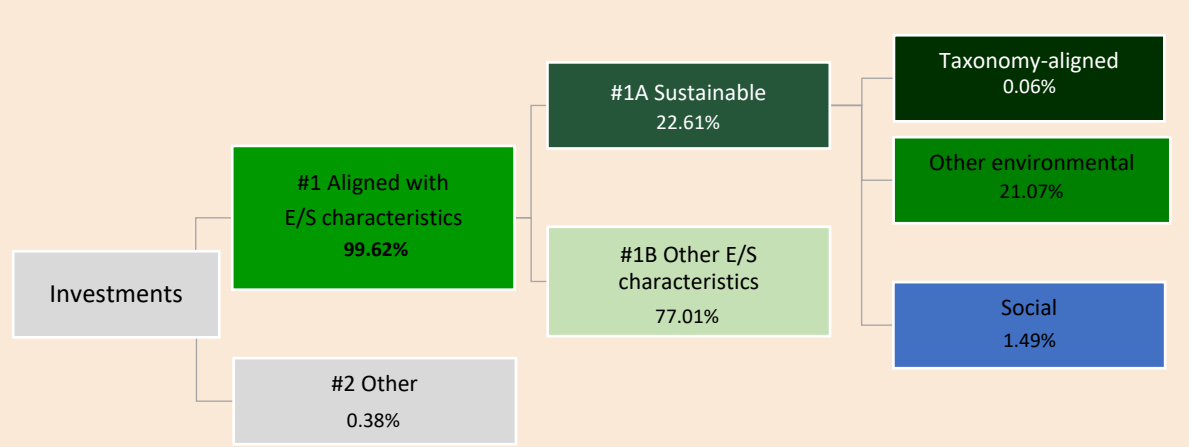 Investments
#1 Aligned with
E/S characteristics
99.62%
#2 Other
0.38%
#1A Sustainable
22.61%
#1B Other E/S
characteristics
77.01%
Taxonomy-aligned
0.06%
Other environmental
21.07%
Social
1.49%